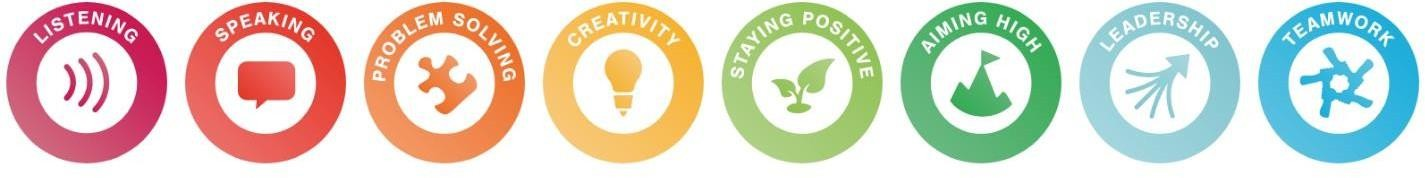 LISTENING
SPEAKING
PROBLEM SOLVING
CREATIVITY
STAYING POSITIVE
AIMING HIGH
LEADERSHIP
TEAMWORK